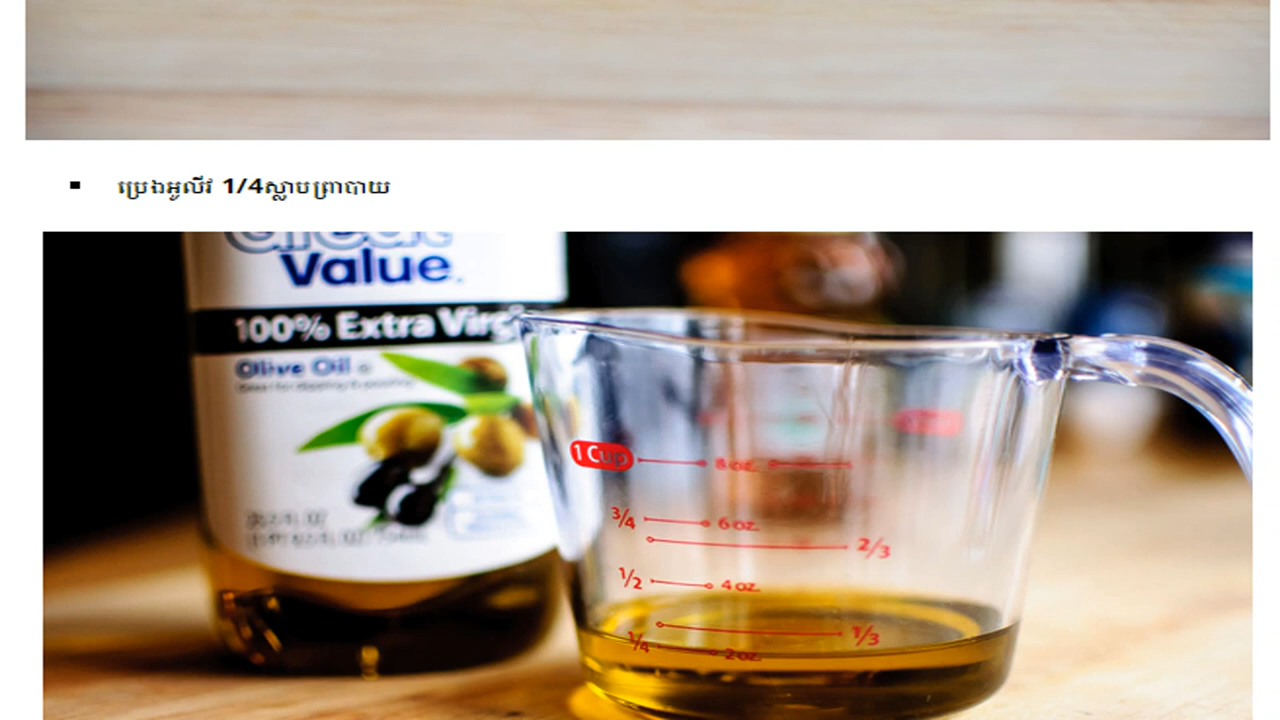 ▪ ប្រេងអូលីវ 1/4ស្លាបព្រាបាយ
Great
Value
100% Extra Virg
Olive Oil
1 Cup 8 oz.
3/4 6 oz.
2/3
1/2 4 oz.
1/3
1/4 2 oz.